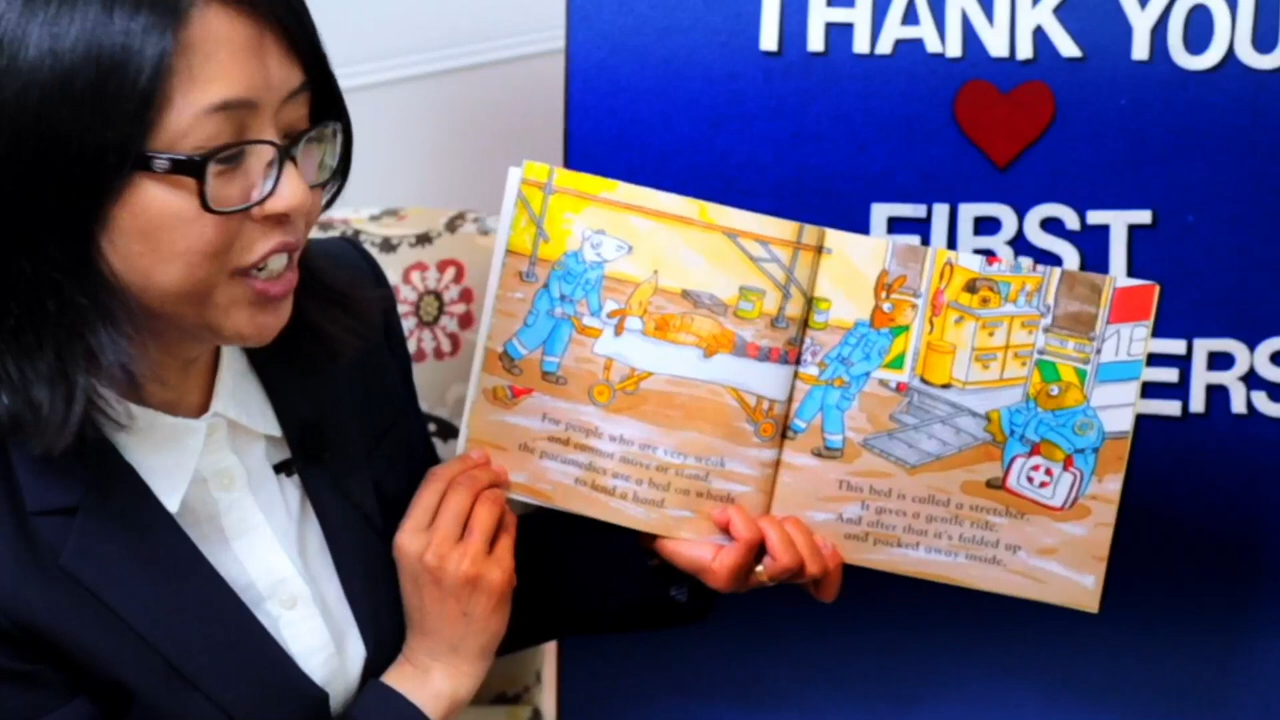 THANK YOU
FIRST
ERS
For people who are very weak
and cannot move or stand,
the paramedics use a bed on wheels
to lend a hand.
This bed is called a stretcher.
It gives a gentle ride.
And after that it's folded up
and packed away inside.